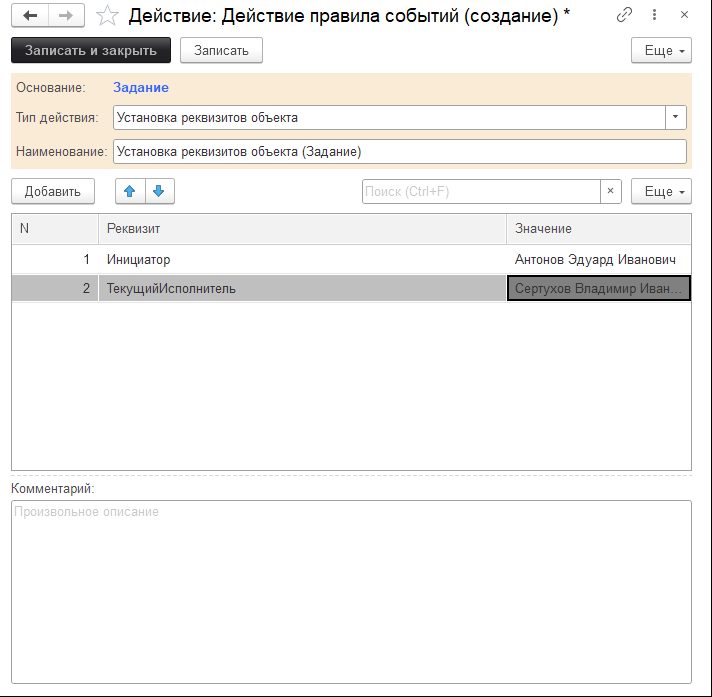 Действие: Действие правила событий (создание) *
Записать и закрыть Записать Еще
Основание: Задание
Тип действия: Установка реквизитов объекта
Наименование: Установка реквизитов объекта (Задание)
Добавить Поиск (Ctrl+F) × Еще
N Реквизит Значение
1 Инициатор Антонов Эдуард Иванович
2 ТекущийИсполнитель Сертухов Владимир Иван...
Комментарий:
Произвольное описание